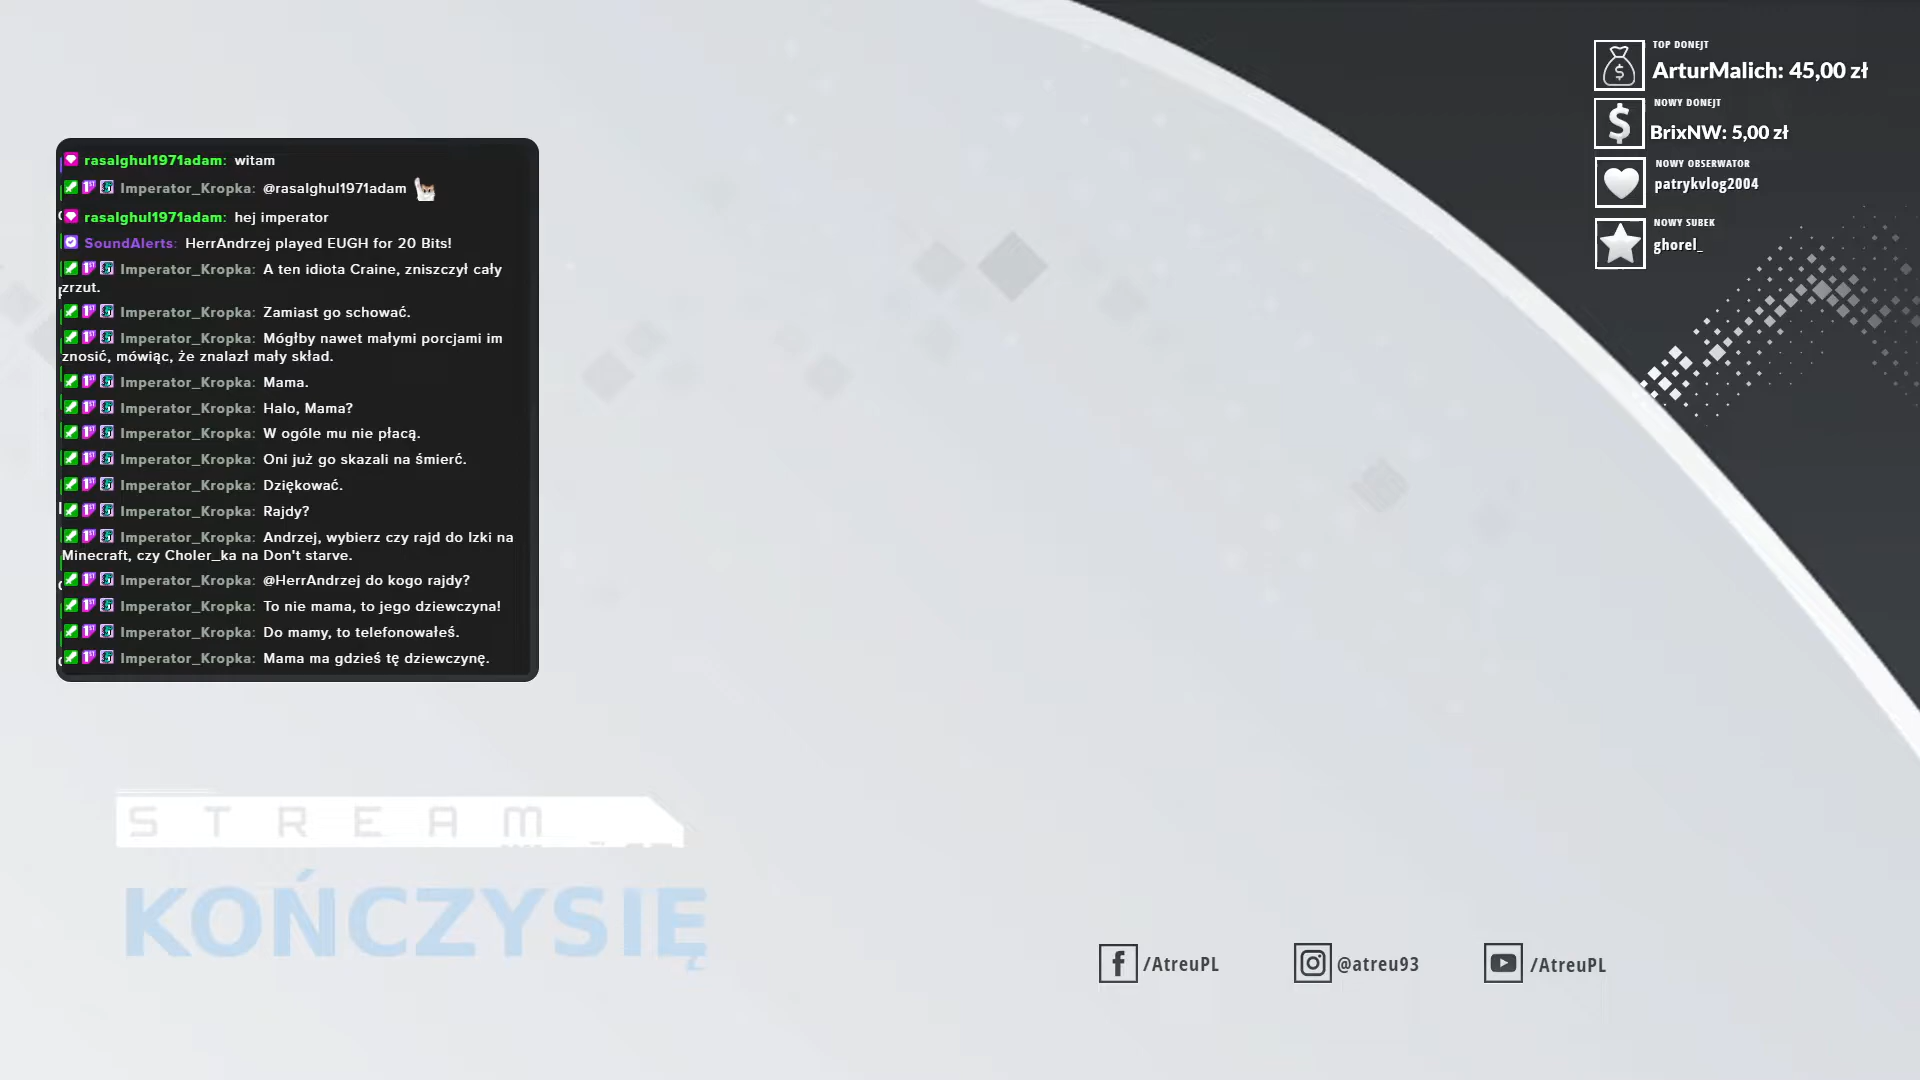 TOP DONEJT
ArturMalich: 45,00 zł
NOWY DONEJT
BrixNW: 5,00 zł
NOWY OBSERWATOR
patrykvlog2004
NOWY SUBEK
ghorel_
rasalghul1971adam: witam
Imperator_Kropka: @rasalghul1971adam
rasalghul1971adam: hej imperator
SoundAlerts: HerrAndrzej played EUGH for 20 Bits!
Imperator_Kropka: A ten idiota Craine, zniszczył cały
zrzut.
Imperator_Kropka: Zamiast go schować.
Imperator_Kropka: Mógłby nawet małymi porcjami im
znosić, mówiąc, że znalazł mały skład.
Imperator_Kropka: Mama.
Imperator_Kropka: Halo, Mama?
Imperator_Kropka: W ogóle mu nie płacą.
Imperator_Kropka: Oni już go skazali na śmierć.
Imperator_Kropka: Dziękować.
Imperator_Kropka: Rajdy?
Imperator_Kropka: Andrzej, wybierz czy rajd do Izki na
Minecraft, czy Choler_ka na Don't starve.
Imperator_Kropka: @HerrAndrzej do kogo rajdy?
Imperator_Kropka: To nie mama, to jego dziewczyna!
Imperator_Kropka: Do mamy, to telefonowałeś.
Imperator_Kropka: Mama ma gdzieś tę dziewczynę.
STREAM
KOŃCZYSIĘ
/AtreuPL
@atreu93
/AtreuPL